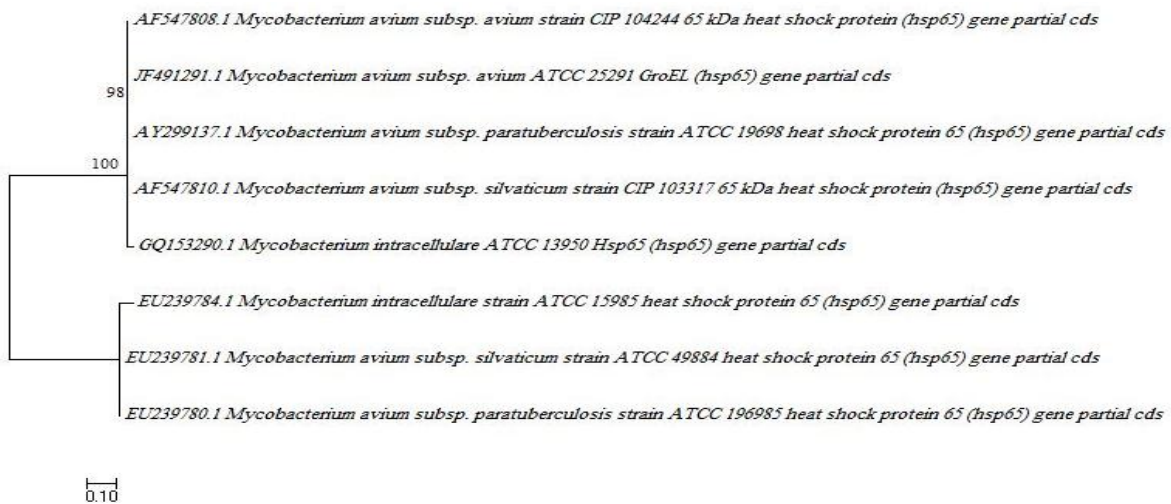 AF547808.1 Mycobacterium avium subsp. avium strain CIP 104244 65 kDa heat shock protein (hsp65) gene partial cds
JF491291.1 Mycobacterium avium subsp. avium ATCC 25291 GroEL (hsp65) gene partial cds
98
AY299137.1 Mycobacterium avium subsp. paratuberculosis strain ATCC 19698 heat shock protein 65 (hsp65) gene partial cds
100
AF547810.1 Mycobacterium avium subsp. silvaticum strain CIP 103317 65 kDa heat shock protein (hsp65) gene partial cds
GQ153290.1 Mycobacterium intracellulare ATCC 13950 Hsp65 (hsp65) gene partial cds
EU239784.1 Mycobacterium intracellulare strain ATCC 15985 heat shock protein 65 (hsp65) gene partial cds
EU239781.1 Mycobacterium avium subsp. silvaticum strain ATCC 49884 heat shock protein 65 (hsp65) gene partial cds
EU239780.1 Mycobacterium avium subsp. paratuberculosis strain ATCC 196985 heat shock protein 65 (hsp65) gene partial cds
0.10